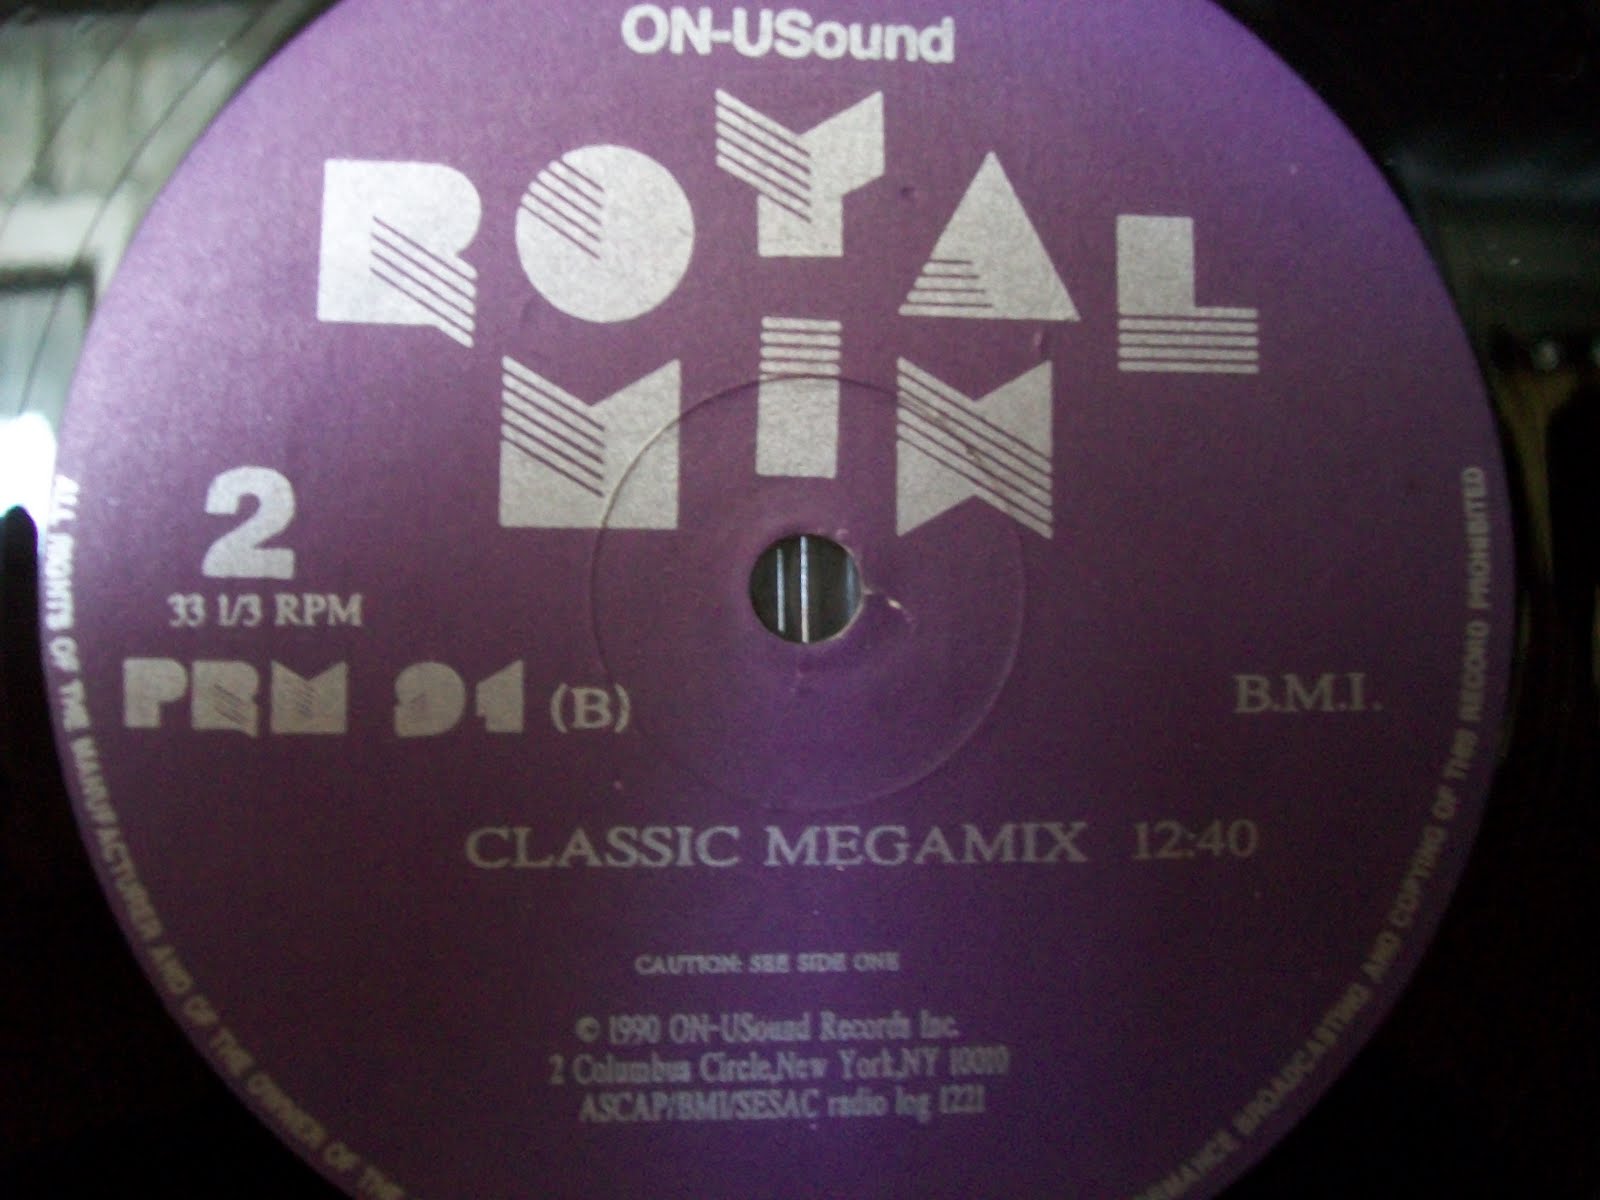 ON-USound
ROYAL
MIX
2
33 1/3 RPM
PRM 91 (B)
B.M.I.
CLASSIC MEGAMIX 12:40
CAUTION: SEE SIDE ONE
© 1990 ON-USound Records Inc.
2 Columbus Circle,New York,NY 10010
ASCAP/BMI/SESAC radio log 1221
ALL RIGHTS OF THE MANUFACTURER AND OF THE OWNER OF THE
BROADCASTING AND COPYING OF THIS RECORD PROHIBITED